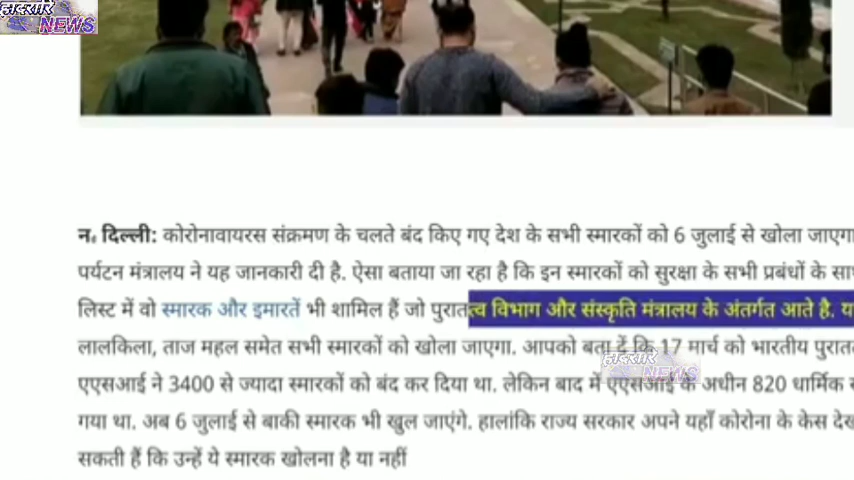 हाहाकार
NEWS
न‍ई दिल्ली: कोरोनावायरस संक्रमण के चलते बंद किए गए देश के सभी स्मारकों को 6 जुलाई से खोला जाएगा
पर्यटन मंत्रालय ने यह जानकारी दी है. ऐसा बताया जा रहा है कि इन स्मारकों को सुरक्षा के सभी प्रबंधों के
लिस्ट में वो स्मारक और इमारतें भी शामिल हैं जो पुरातत्व विभाग और संस्कृति मंत्रालय के अंतर्गत आते है.
लालकिला, ताज महल समेत सभी स्मारकों को खोला जाएगा. आपको बता दें कि 17 मार्च को भारतीय
एएसआई ने 3400 से ज्यादा स्मारकों को बंद कर दिया था. लेकिन बाद में एएसआई के अधीन 820 धार्मिक
गया था. अब 6 जुलाई से बाकी स्मारक भी खुल जाएंगे. हालांकि राज्य सरकार अपने यहाँ कोरोना के केस
सकती हैं कि उन्हें ये स्मारक खोलना है या नहीं
NEWS